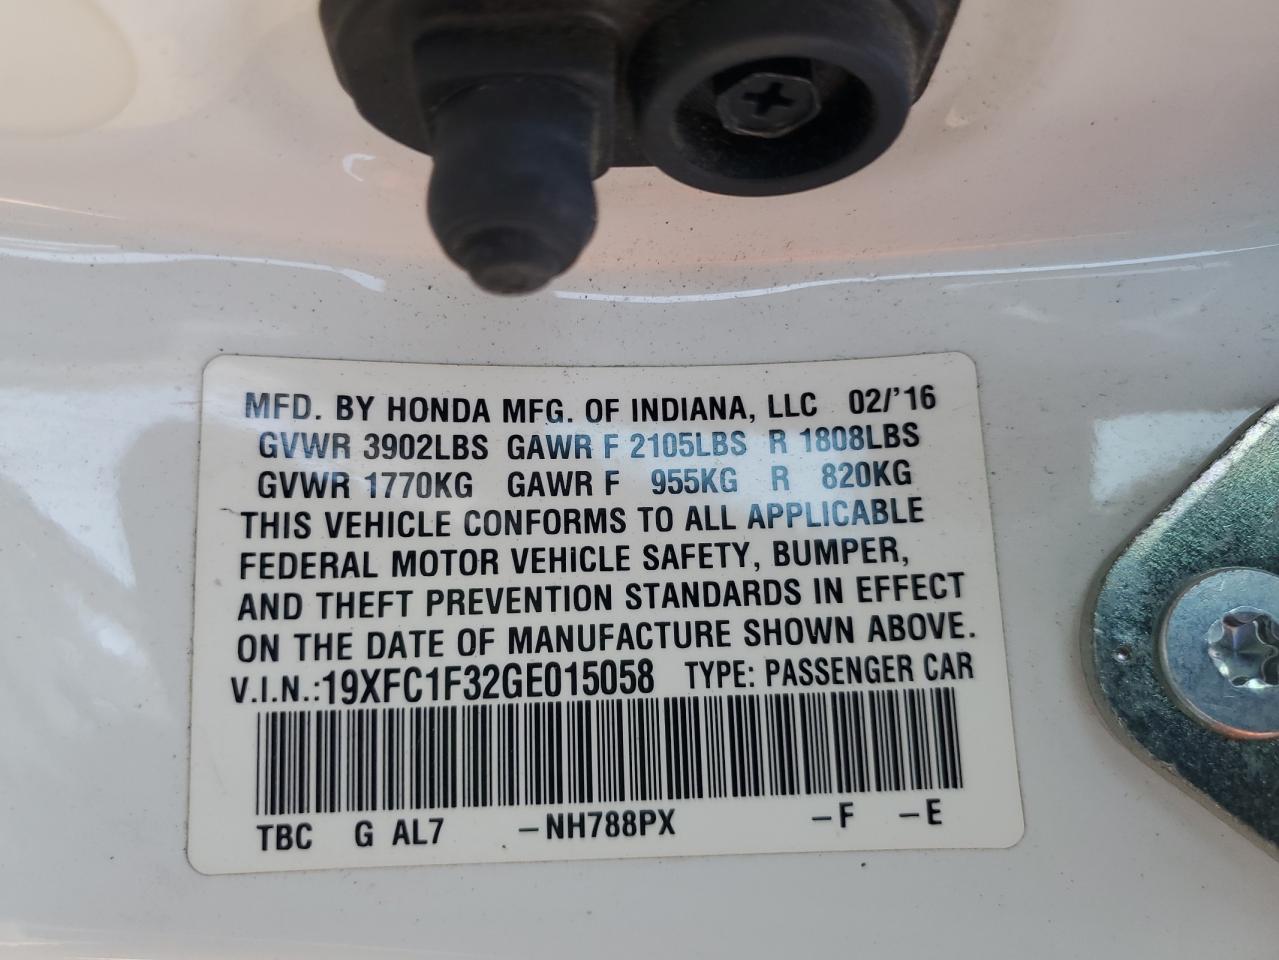 MFD. BY HONDA MFG. OF INDIANA, LLC 02/'16
GVWR 3902LBS GAWR F 2105LBS R 1808LBS
GVWR 1770KG GAWR F 955KG R 820KG
THIS VEHICLE CONFORMS TO ALL APPLICABLE
FEDERAL MOTOR VEHICLE SAFETY, BUMPER,
AND THEFT PREVENTION STANDARDS IN EFFECT
ON THE DATE OF MANUFACTURE SHOWN ABOVE.
V.I.N.:19XFC1F32GE015058 TYPE: PASSENGER CAR
TBC G AL7 –NH788PX –F –E